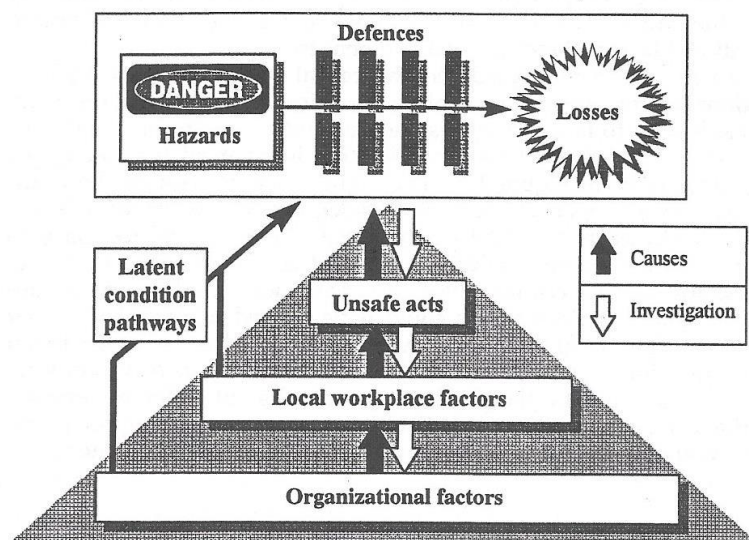 Defences
DANGER
Hazards
Losses
Latent
condition
pathways
Unsafe acts
Causes
Investigation
Local workplace factors
Organizational factors